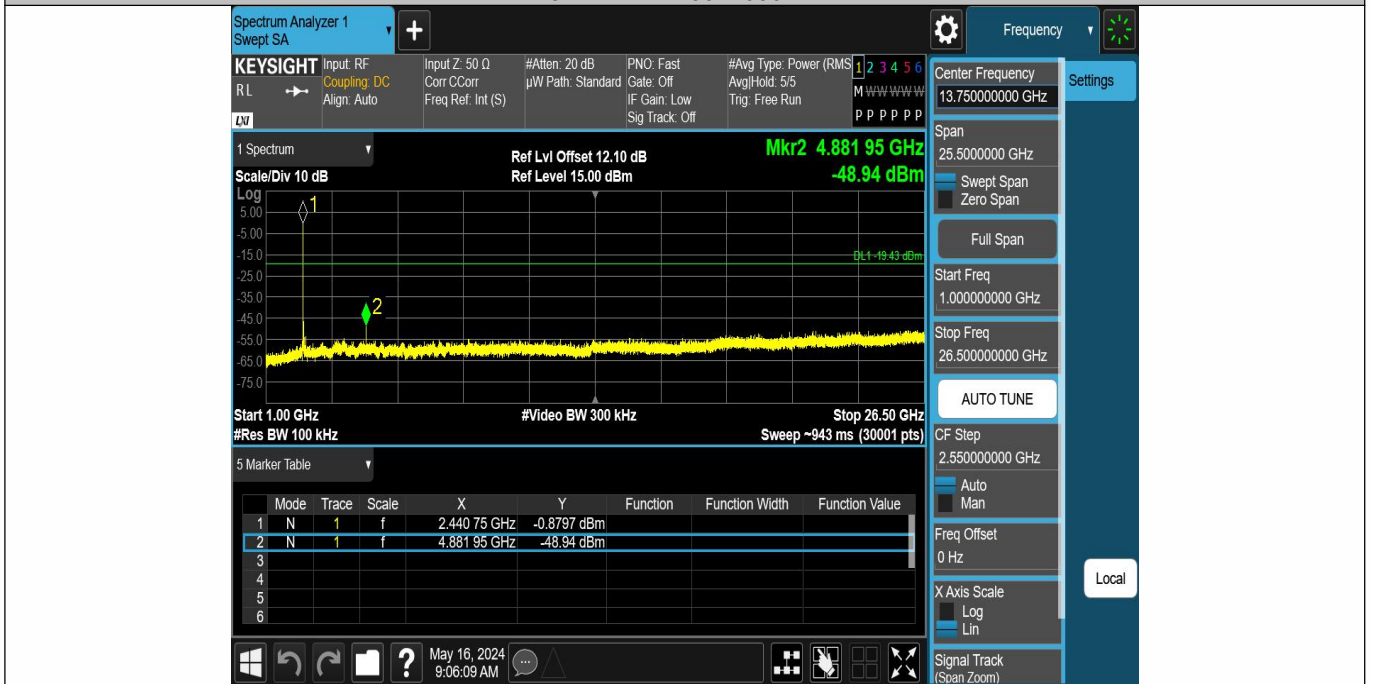 Spectrum Analyzer 1
Swept SA
+
Frequency
KEYSIGHT
RL
LXI
Input: RF
Coupling: DC
Align: Auto
Input Z: 50 Ω
Corr CCorr
Freq Ref: Int (S)
#Atten: 20 dB
µW Path: Standard
PNO: Fast
Gate: Off
IF Gain: Low
Sig Track: Off
#Avg Type: Power (RMS
Avg|Hold: 5/5
Trig: Free Run
1 2 3 4 5 6
M W W W W W
P P P P P P
Center Frequency
13.750000000 GHz
Settings
Span
25.5000000 GHz
Swept Span
Zero Span
Full Span
Start Freq
1.000000000 GHz
Stop Freq
26.500000000 GHz
AUTO TUNE
CF Step
2.550000000 GHz
Auto
Man
Freq Offset
0 Hz
X Axis Scale
Log
Lin
Signal Track
(Span Zoom)
Local
1 Spectrum
Scale/Div 10 dB
Ref Lvl Offset 12.10 dB
Ref Level 15.00 dBm
Mkr2 4.881 95 GHz
-48.94 dBm
Log
5.00
-5.00
-15.0
-25.0
-35.0
-45.0
-55.0
-65.0
-75.0
1
2
DL1 -19.43 dBm
Start 1.00 GHz
#Video BW 300 kHz
Stop 26.50 GHz
#Res BW 100 kHz
Sweep ~943 ms (30001 pts)
5 Marker Table
Mode Trace Scale X Y Function Function Width Function Value
1 N 1 f 2.440 75 GHz -0.8797 dBm
2 N 1 f 4.881 95 GHz -48.94 dBm
3
4
5
6
?
May 16, 2024
9:06:09 AM